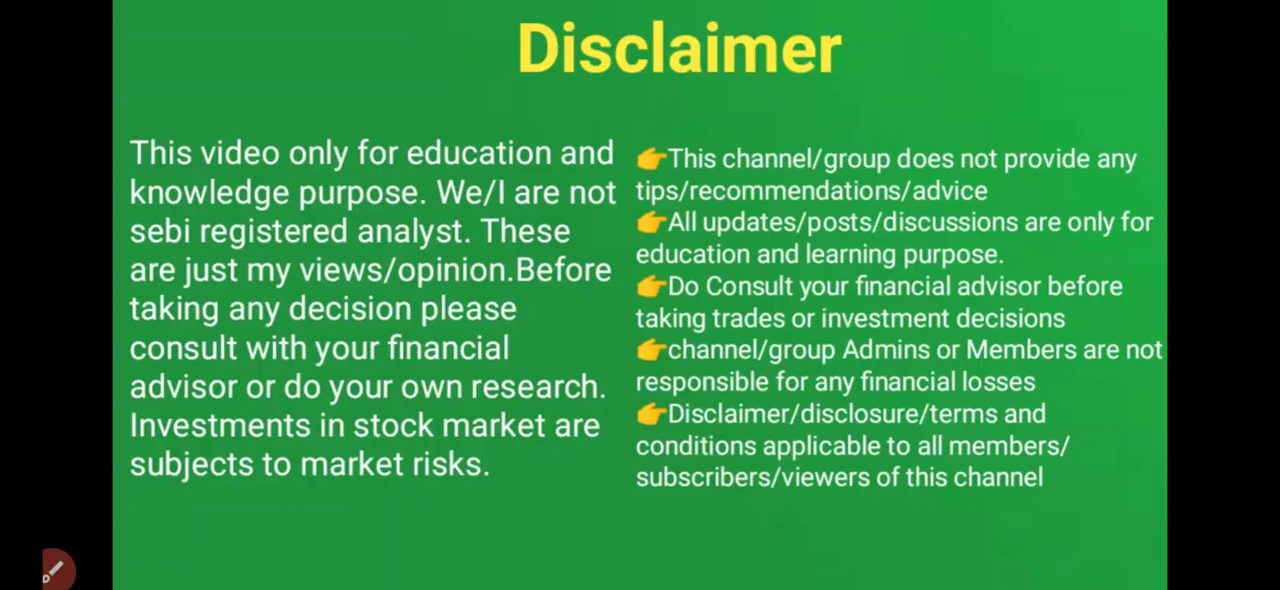 Disclaimer
This video only for education and
knowledge purpose. We/I are not
sebi registered analyst. These
are just my views/opinion.Before
taking any decision please
consult with your financial
advisor or do your own research.
Investments in stock market are
subjects to market risks.
👉This channel/group does not provide any
tips/recommendations/advice
👉All updates/posts/discussions are only for
education and learning purpose.
👉Do Consult your financial advisor before
taking trades or investment decisions
👉channel/group Admins or Members are not
responsible for any financial losses
👉Disclaimer/disclosure/terms and
conditions applicable to all members/
subscribers/viewers of this channel